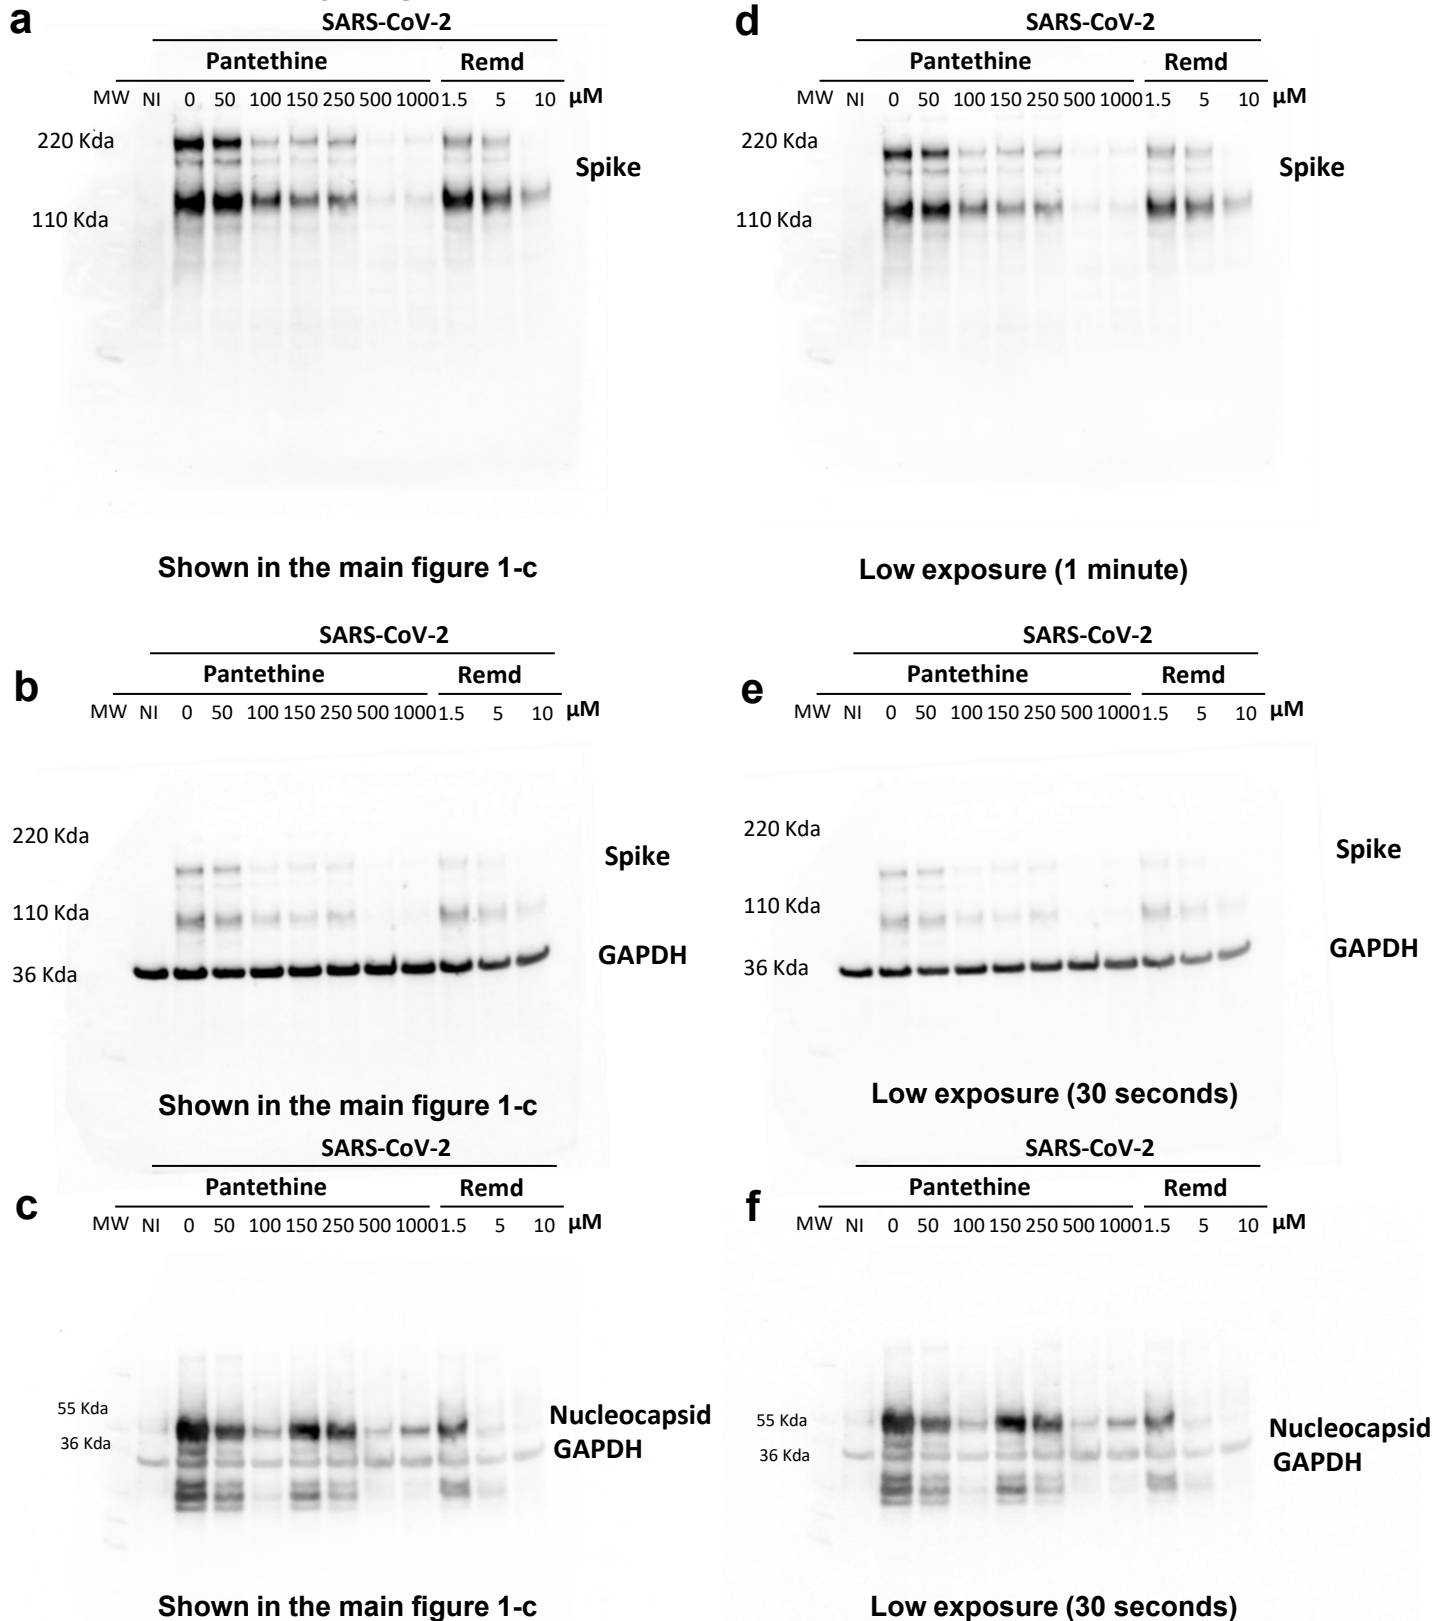 a
SARS-CoV-2
Pantethine Remd
MW NI 0 50 100 150 250 500 1000 1.5 5 10 µM
220 Kda
Spike
110 Kda
Shown in the main figure 1-c
d
SARS-CoV-2
Pantethine Remd
MW NI 0 50 100 150 250 500 1000 1.5 5 10 µM
220 Kda
Spike
110 Kda
Low exposure (1 minute)
b
SARS-CoV-2
Pantethine Remd
MW NI 0 50 100 150 250 500 1000 1.5 5 10 µM
220 Kda
Spike
110 Kda
GAPDH
36 Kda
Shown in the main figure 1-c
e
SARS-CoV-2
Pantethine Remd
MW NI 0 50 100 150 250 500 1000 1.5 5 10 µM
220 Kda
Spike
110 Kda
GAPDH
36 Kda
Low exposure (30 seconds)
c
SARS-CoV-2
Pantethine Remd
MW NI 0 50 100 150 250 500 1000 1.5 5 10 µM
55 Kda
Nucleocapsid
36 Kda
GAPDH
Shown in the main figure 1-c
f
SARS-CoV-2
Pantethine Remd
MW NI 0 50 100 150 250 500 1000 1.5 5 10 µM
55 Kda
Nucleocapsid
36 Kda
GAPDH
Low exposure (30 seconds)